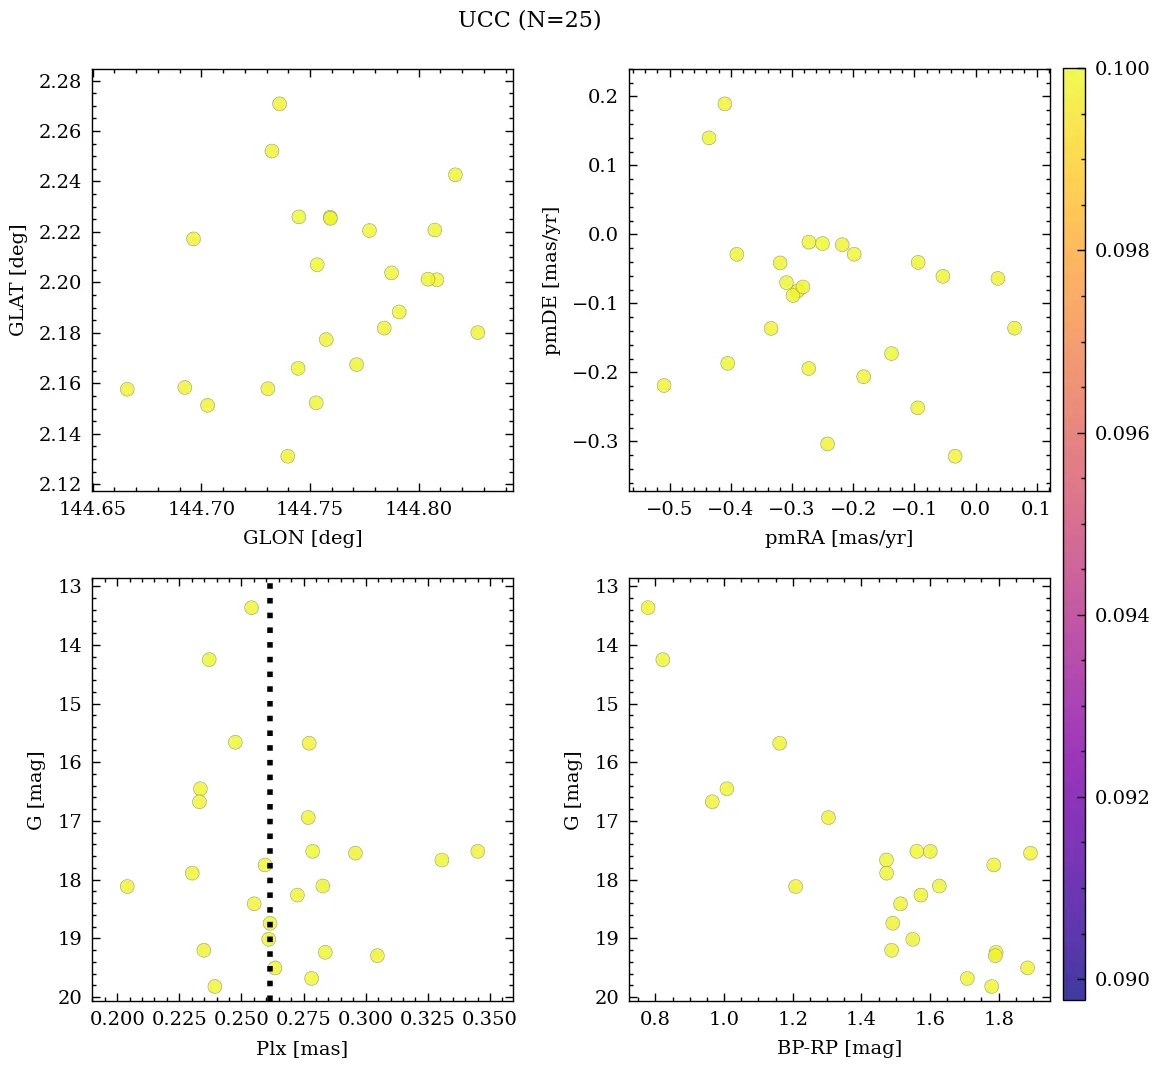 UCC (N=25)
2.28
2.26
2.24
2.22
2.20
2.18
2.16
2.14
2.12
GLAT [deg]
144.65 144.70 144.75 144.80
GLON [deg]
0.2
0.1
0.0
−0.1
−0.2
−0.3
pmDE [mas/yr]
−0.5 −0.4 −0.3 −0.2 −0.1 0.0 0.1
pmRA [mas/yr]
13
14
15
16
17
18
19
20
G [mag]
0.200 0.225 0.250 0.275 0.300 0.325 0.350
Plx [mas]
13
14
15
16
17
18
19
20
G [mag]
0.8 1.0 1.2 1.4 1.6 1.8
BP-RP [mag]
0.100
0.098
0.096
0.094
0.092
0.090